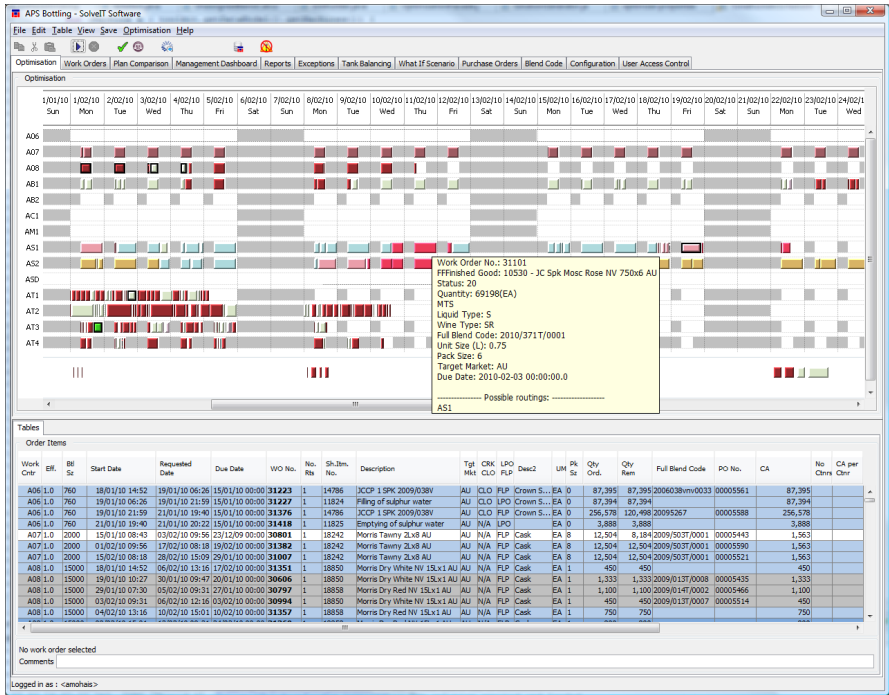 APS Bottling - SolveIT Software
File Edit Table View Save Optimisation Help
Optimisation Work Orders Plan Comparison Management Dashboard Reports Exceptions Tank Balancing What If Scenario Purchase Orders Blend Code Configuration User Access Control
Optimisation
1/01/10 1/02/10 2/02/10 3/02/10 4/02/10 5/02/10 6/02/10 7/02/10 8/02/10 9/02/10 10/02/10 11/02/10 12/02/10 13/02/10 14/02/10 15/02/10 16/02/10 17/02/10 18/02/10 19/02/10 20/02/10 21/02/10 22/02/10 23/02/10 24/02/1
Sun Mon Tue Wed Thu Fri Sat Sun Mon Tue Wed Thu Fri Sat Sun Mon Tue Wed Thu Fri Sat Sun Mon Tue Wed
A06
A07
A08
AB1
AB2
AC1
AM1
AS1
AS2
ASD
AT1
AT2
AT3
AT4
Work Order No.: 31101
FFFinished Good: 10530 - JC Spk Mosc Rose NV 750x6 AU
Status: 20
Quantity: 69198(EA)
MTS
Liquid Type: S
Wine Type: SR
Full Blend Code: 2010/371T/0001
Unit Size (L): 0.75
Pack Size: 6
Target Market: AU
Due Date: 2010-02-03 00:00:00.0
---------------- Possible routings: ------------------
AS1
Tables
Order Items
Work Cntr Eff. Btl Sz Start Date Requested Date Due Date WO No. No. Rts Sh.Itm. No. Description Tgt Mkt CRK CLO LPO FLP Desc2 UM Pk Sz Qty Ord. Qty Rem Full Blend Code PO No. CA No Ctnrs CA per Ctnr
A06 1.0 760 18/01/10 14:52 19/01/10 06:26 15/01/10 00:00 31223 1 14786 JCCP 1 SPK 2009/038V AU CLO FLP Crown S... EA 0 87,395 87,395 2006038vnv0033 00005561 87,395
A06 1.0 760 19/01/10 06:26 19/01/10 21:59 15/01/10 00:00 31227 1 11824 Filling of sulphur water AU CLO LPO Crown S... EA 0 87,394 87,394 87,394
A06 1.0 760 19/01/10 21:59 21/01/10 19:40 15/01/10 00:00 31376 1 14786 JCCP 1 SPK 2009/038V AU CLO FLP Crown S... EA 0 256,578 120,498 20095267 00005588 256,578
A06 1.0 760 21/01/10 19:40 21/01/10 20:22 15/01/10 00:00 31418 1 11825 Emptying of sulphur water AU N/A LPO EA 0 3,888 3,888 3,888
A07 1.0 2000 15/01/10 08:43 03/02/10 09:56 23/12/09 00:00 30801 1 18242 Morris Tawny 2Lx8 AU AU N/A FLP Cask EA 8 12,504 8,184 2009/503T/0001 00005443 1,563
A07 1.0 2000 01/02/10 09:56 17/02/10 08:18 19/02/10 00:00 31382 1 18242 Morris Tawny 2Lx8 AU AU N/A FLP Cask EA 8 12,504 12,504 2009/503T/0001 00005590 1,563
A07 1.0 2000 15/02/10 08:18 28/02/10 15:09 29/01/10 00:00 31007 1 18242 Morris Tawny 2Lx8 AU AU N/A FLP Cask EA 8 12,504 12,504 2009/503T/0001 00005521 1,563
A08 1.0 15000 18/01/10 14:52 06/02/10 13:16 17/02/10 00:00 31351 1 18850 Morris Dry White NV 15Lx1 AU AU N/A FLP Cask EA 1 450 450 450
A08 1.0 15000 19/01/10 10:27 30/01/10 09:47 20/01/10 00:00 30606 1 18850 Morris Dry White NV 15Lx1 AU AU N/A FLP Cask EA 1 1,333 1,333 2009/013T/0008 00005435 1,333
A08 1.0 15000 29/01/10 07:30 05/02/10 09:31 27/01/10 00:00 30797 1 18858 Morris Dry Red NV 15Lx1 AU AU N/A FLP Cask EA 1 1,100 1,100 2009/014T/0002 00005466 1,100
A08 1.0 15000 03/02/10 09:31 06/02/10 12:16 03/02/10 00:00 30994 1 18850 Morris Dry White NV 15Lx1 AU AU N/A FLP Cask EA 1 450 450 2009/013T/0007 00005514 450
A08 1.0 15000 04/02/10 13:16 10/02/10 15:01 10/02/10 00:00 31357 1 18858 Morris Dry Red NV 15Lx1 AU AU N/A FLP Cask EA 1 750 750 750
No work order selected
Comments
Logged in as : <amohais>